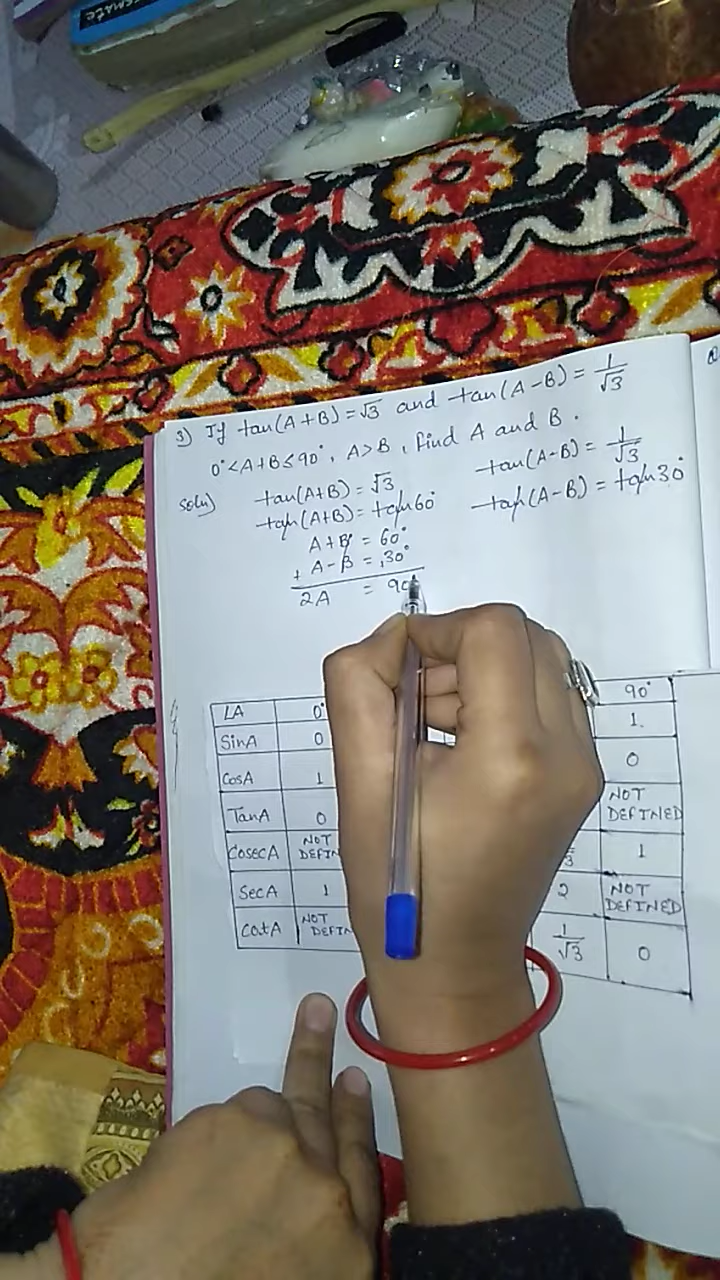 3) If tan(A+B) = √3 and tan(A-B) = 1/√3
0° < A+B ≤ 90°, A > B, find A and B.
Soln) tan(A+B) = √3 tan(A-B) = 1/√3
tan(A+B) = tan60° tan(A-B) = tan30°
A+B = 60°
+ A-B = 30°
2A = 90
∠A 0° 90°
SinA 0 1.
CosA 1 0
TanA 0 NOT DEFINED
CosecA NOT 1
SecA 1 2 NOT DEFINED
CotA NOT 1/√3 0